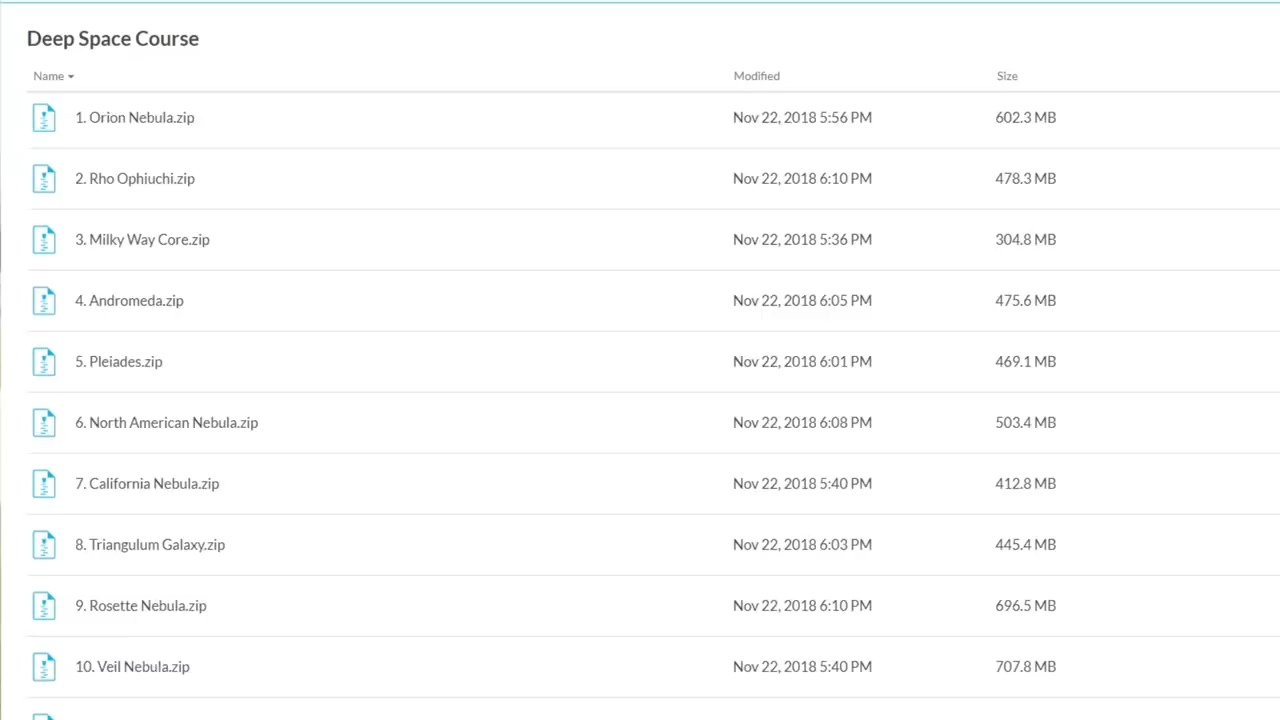 Deep Space Course
Name Modified Size
1. Orion Nebula.zip Nov 22, 2018 5:56 PM 602.3 MB
2. Rho Ophiuchi.zip Nov 22, 2018 6:10 PM 478.3 MB
3. Milky Way Core.zip Nov 22, 2018 5:36 PM 304.8 MB
4. Andromeda.zip Nov 22, 2018 6:05 PM 475.6 MB
5. Pleiades.zip Nov 22, 2018 6:01 PM 469.1 MB
6. North American Nebula.zip Nov 22, 2018 6:08 PM 503.4 MB
7. California Nebula.zip Nov 22, 2018 5:40 PM 412.8 MB
8. Triangulum Galaxy.zip Nov 22, 2018 6:03 PM 445.4 MB
9. Rosette Nebula.zip Nov 22, 2018 6:10 PM 696.5 MB
10. Veil Nebula.zip Nov 22, 2018 5:40 PM 707.8 MB